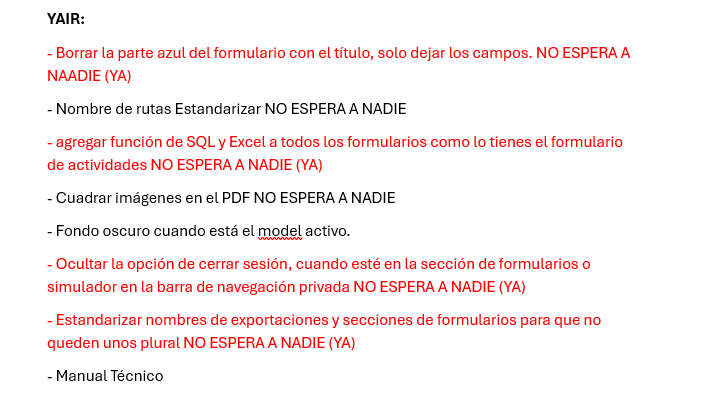 YAIR:
- Borrar la parte azul del formulario con el título, solo dejar los campos. NO ESPERA A
NAADIE (YA)
- Nombre de rutas Estandarizar NO ESPERA A NADIE
- agregar función de SQL y Excel a todos los formularios como lo tienes el formulario
de actividades NO ESPERA A NADIE (YA)
- Cuadrar imágenes en el PDF NO ESPERA A NADIE
- Fondo oscuro cuando está el model activo.
- Ocultar la opción de cerrar sesión, cuando esté en la sección de formularios o
simulador en la barra de navegación privada NO ESPERA A NADIE (YA)
- Estandarizar nombres de exportaciones y secciones de formularios para que no
queden unos plural NO ESPERA A NADIE (YA)
- Manual Técnico